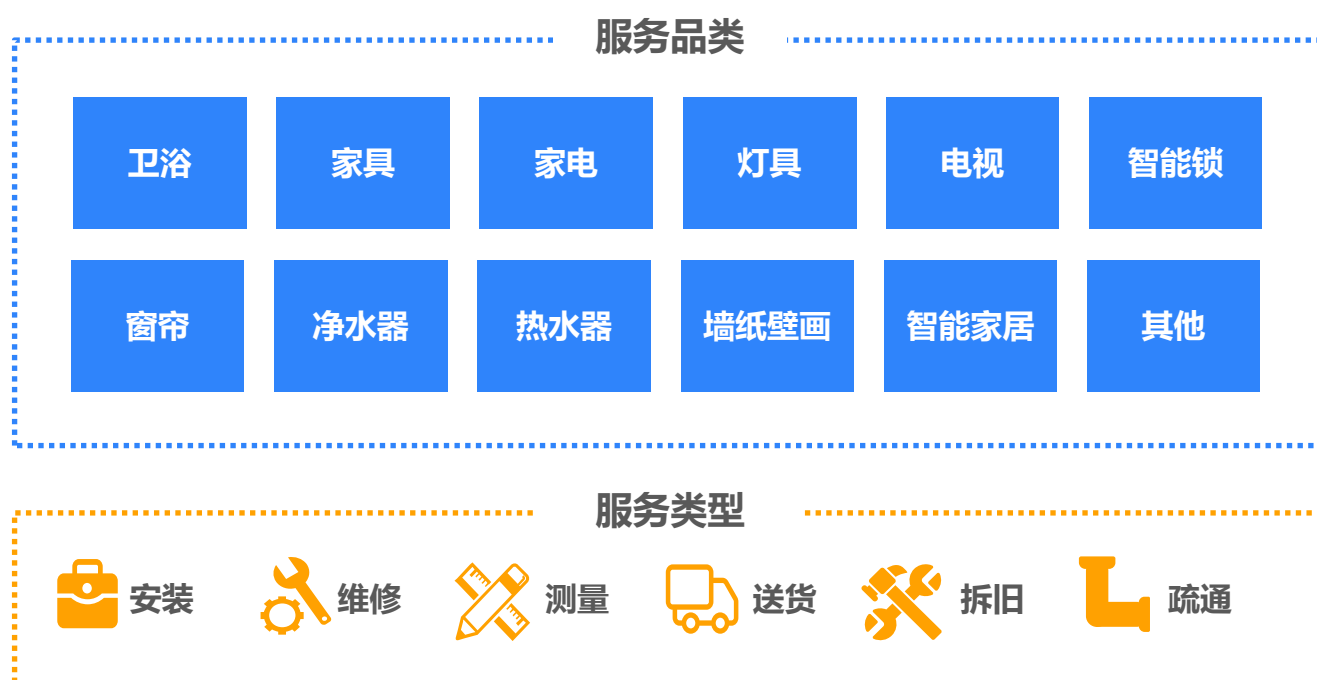 服务品类
卫浴 家具 家电 灯具 电视 智能锁
窗帘 净水器 热水器 墙纸壁画 智能家居 其他
服务类型
安装 维修 测量 送货 拆旧 疏通